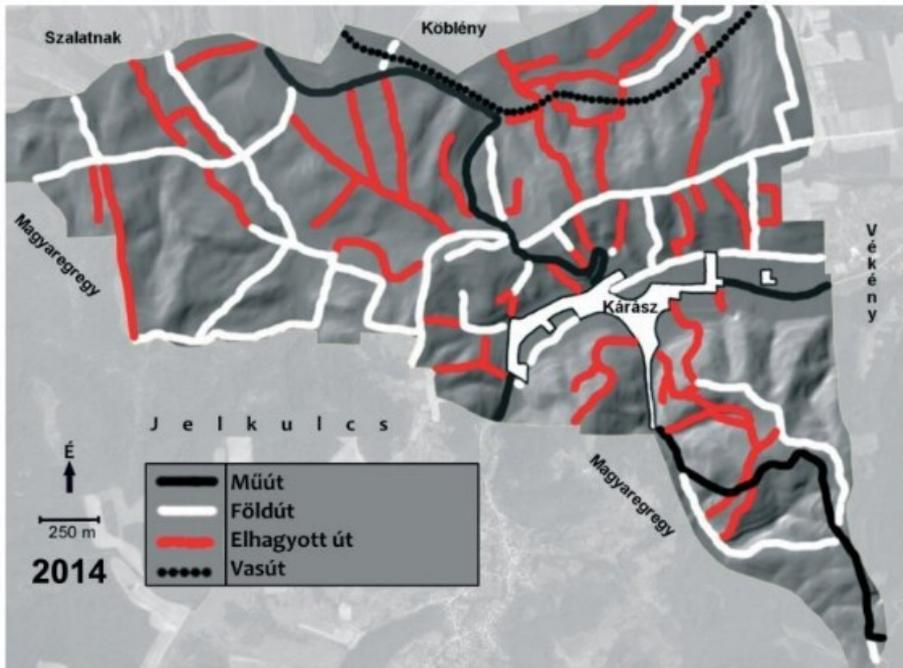 Szalatnak
Köblény
Magyaregregy
Vékény
Kárász
Jelkulcs
É
250 m
2014
Műút
Földút
Elhagyott út
Vasút
Magyaregregy